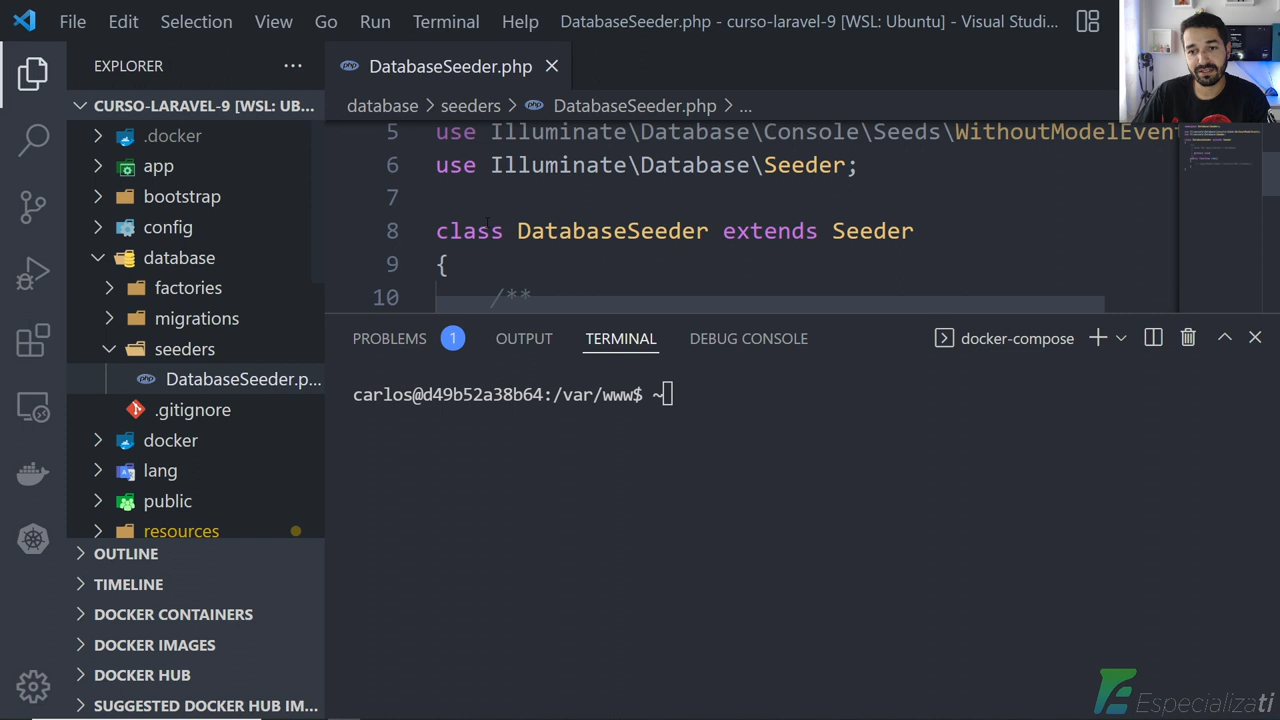 File Edit Selection View Go Run Terminal Help DatabaseSeeder.php - curso-laravel-9 [WSL: Ubuntu] - Visual Studi...
EXPLORER ...
CURSO-LARAVEL-9 [WSL: UB...
.docker
app
bootstrap
config
database
factories
migrations
seeders
DatabaseSeeder.p...
.gitignore
docker
lang
public
resources
OUTLINE
TIMELINE
DOCKER CONTAINERS
DOCKER IMAGES
DOCKER HUB
SUGGESTED DOCKER HUB IM...
DatabaseSeeder.php
database > seeders > DatabaseSeeder.php > ...
5 use Illuminate\Database\Console\Seeds\WithoutModelEvent
6 use Illuminate\Database\Seeder;
7
8 class DatabaseSeeder extends Seeder
9 {
10 /**
PROBLEMS 1 OUTPUT TERMINAL DEBUG CONSOLE docker-compose
carlos@d49b52a38b64:/var/www$ ~
Especializati